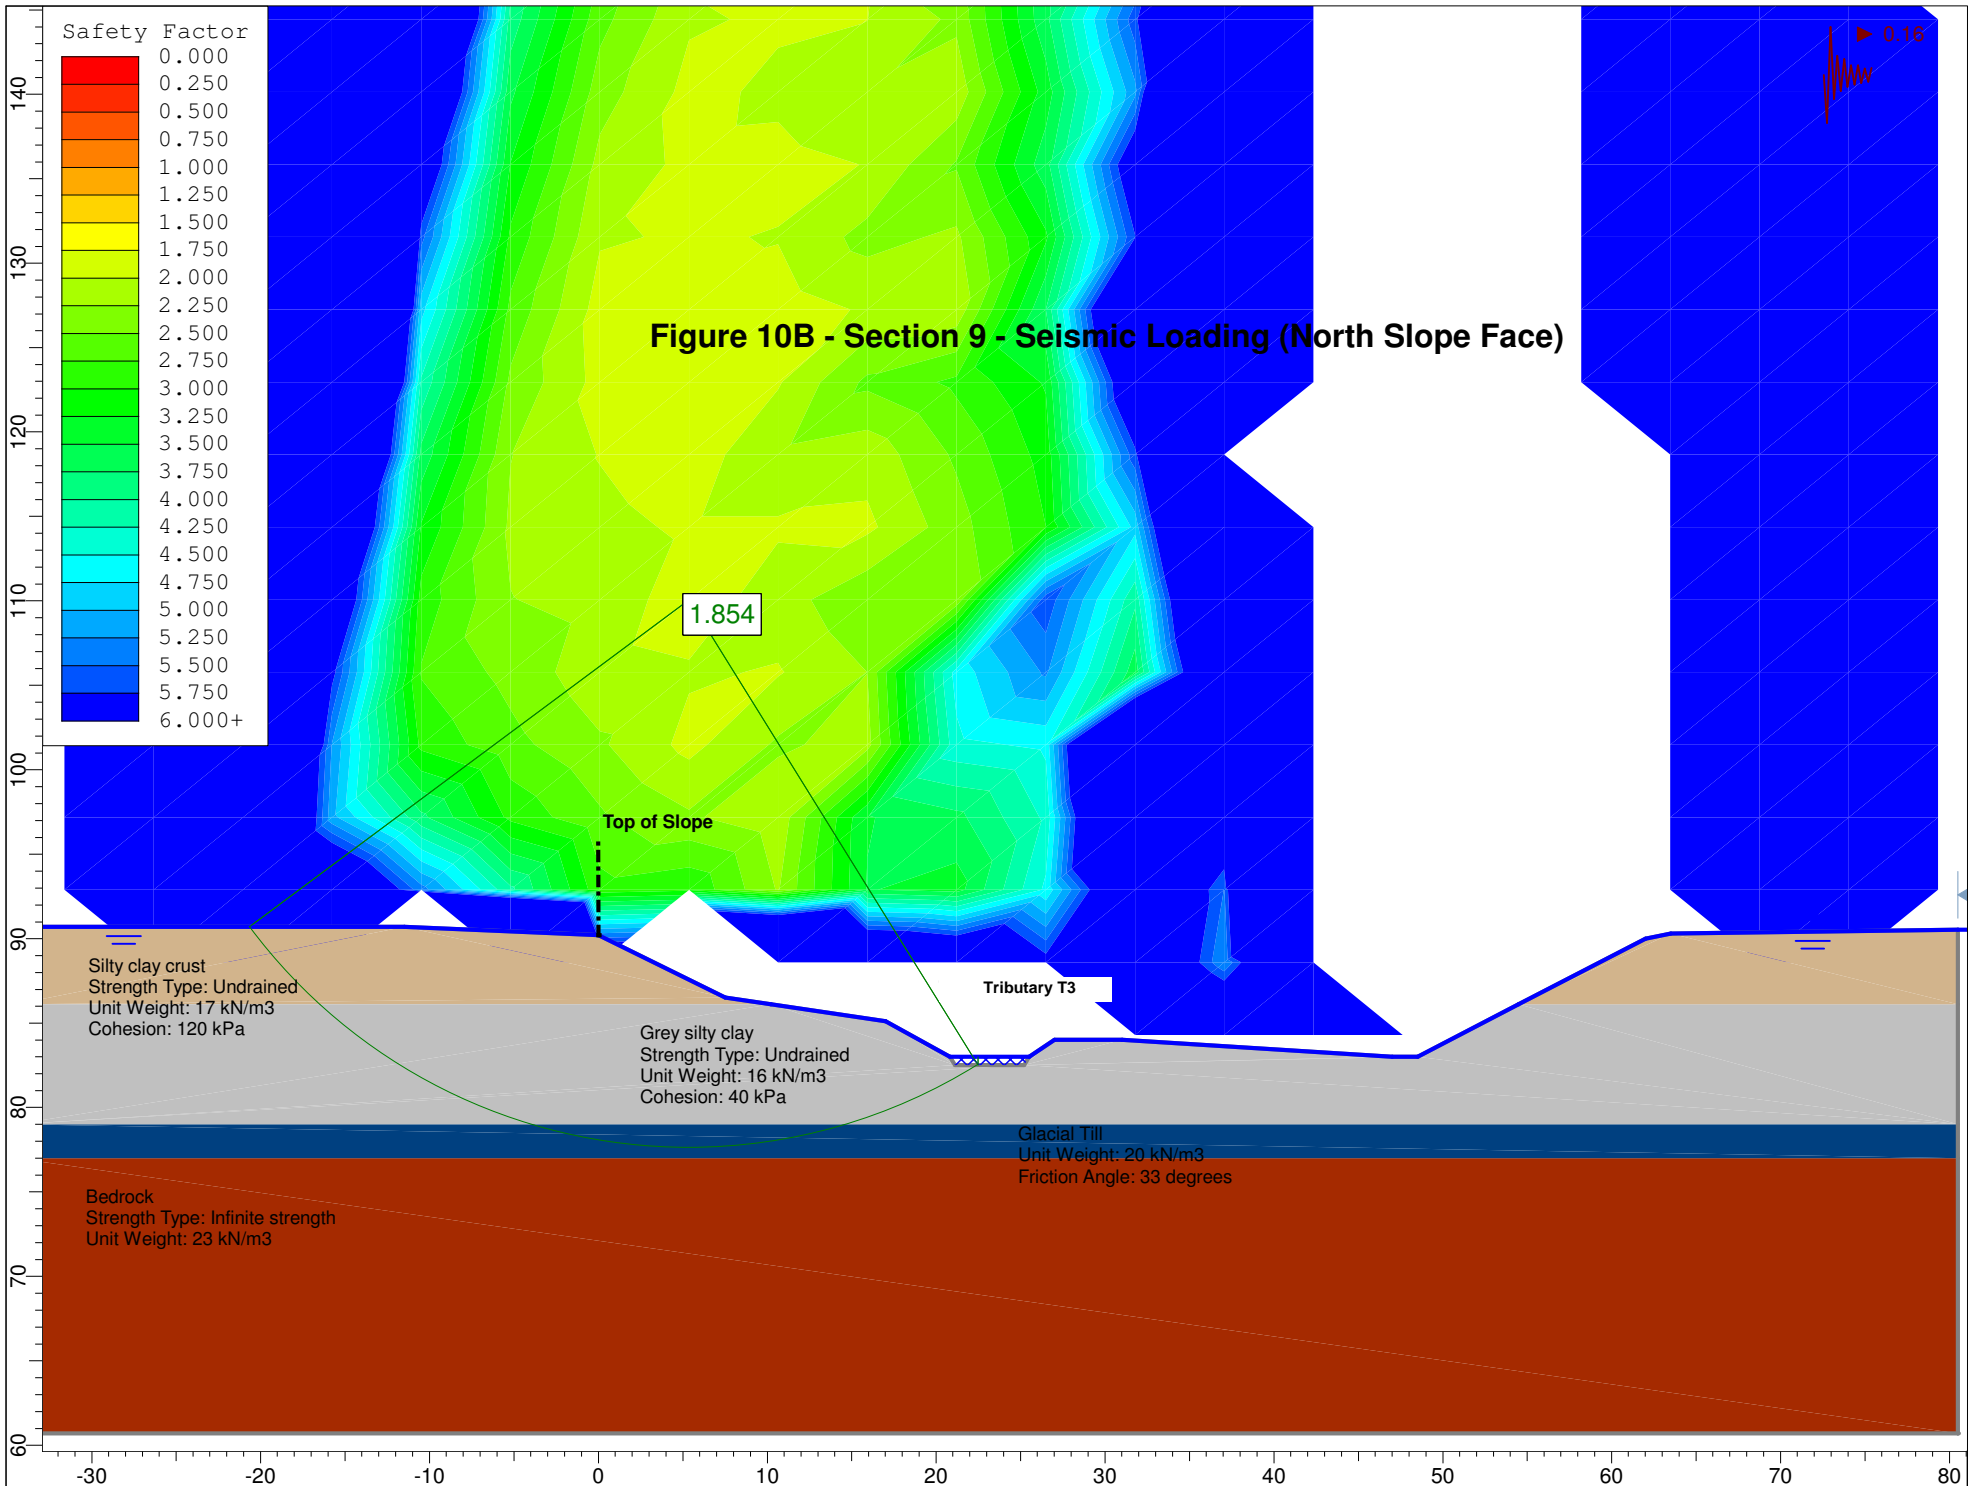 Safety Factor
0.000
0.250
0.500
0.750
1.000
1.250
1.500
1.750
2.000
2.250
2.500
2.750
3.000
3.250
3.500
3.750
4.000
4.250
4.500
4.750
5.000
5.250
5.500
5.750
6.000+
0.16
Figure 10B - Section 9 - Seismic Loading (North Slope Face)
1.854
Top of Slope
Tributary T3
Silty clay crust
Strength Type: Undrained
Unit Weight: 17 kN/m3
Cohesion: 120 kPa
Grey silty clay
Strength Type: Undrained
Unit Weight: 16 kN/m3
Cohesion: 40 kPa
Glacial Till
Unit Weight: 20 kN/m3
Friction Angle: 33 degrees
Bedrock
Strength Type: Infinite strength
Unit Weight: 23 kN/m3
140
130
120
110
100
90
80
70
60
-30 -20 -10 0 10 20 30 40 50 60 70 80